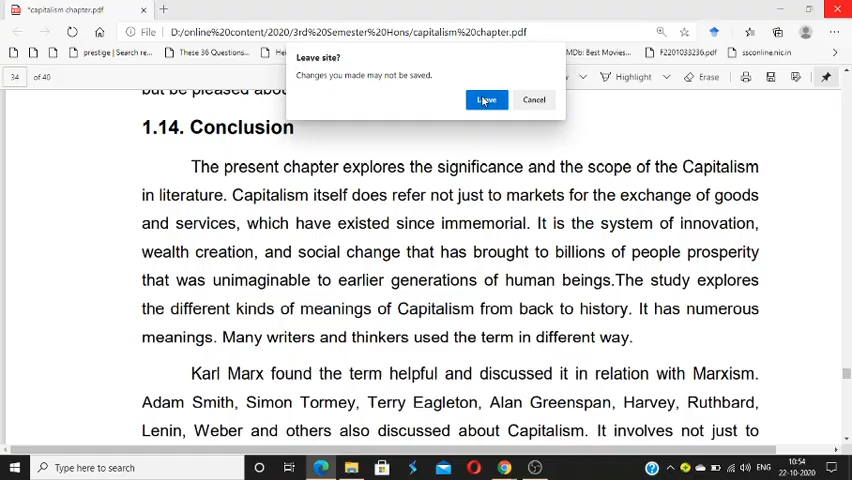 *capitalism chapter.pdf
File
D:/online%20content/2020/3rd%20Semester%20Hons/capitalism%20chapter.pdf
prestige | Search re...
These 36 Questions...
MDb: Best Movies...
F2201033236.pdf
ssconline.nic.in
Leave site?
Changes you made may not be saved.
Leave
Cancel
34 of 40
Highlight
Erase
but be pleased abou
1.14. Conclusion
The present chapter explores the significance and the scope of the Capitalism
in literature. Capitalism itself does refer not just to markets for the exchange of goods
and services, which have existed since immemorial. It is the system of innovation,
wealth creation, and social change that has brought to billions of people prosperity
that was unimaginable to earlier generations of human beings.The study explores
the different kinds of meanings of Capitalism from back to history. It has numerous
meanings. Many writers and thinkers used the term in different way.
Karl Marx found the term helpful and discussed it in relation with Marxism.
Adam Smith, Simon Tormey, Terry Eagleton, Alan Greenspan, Harvey, Ruthbard,
Lenin, Weber and others also discussed about Capitalism. It involves not just to
Type here to search
ENG
10:54
22-10-2020